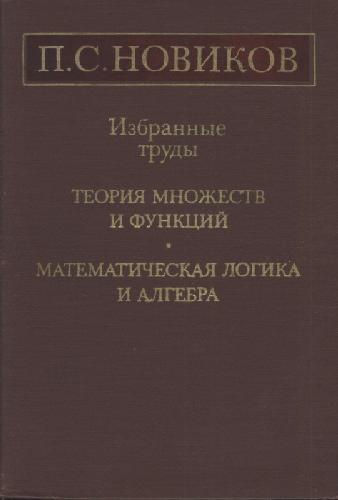 П.С.НОВИКОВ
Избранные
труды
ТЕОРИЯ МНОЖЕСТВ
И ФУНКЦИЙ
•
МАТЕМАТИЧЕСКАЯ ЛОГИКА
И АЛГЕБРА